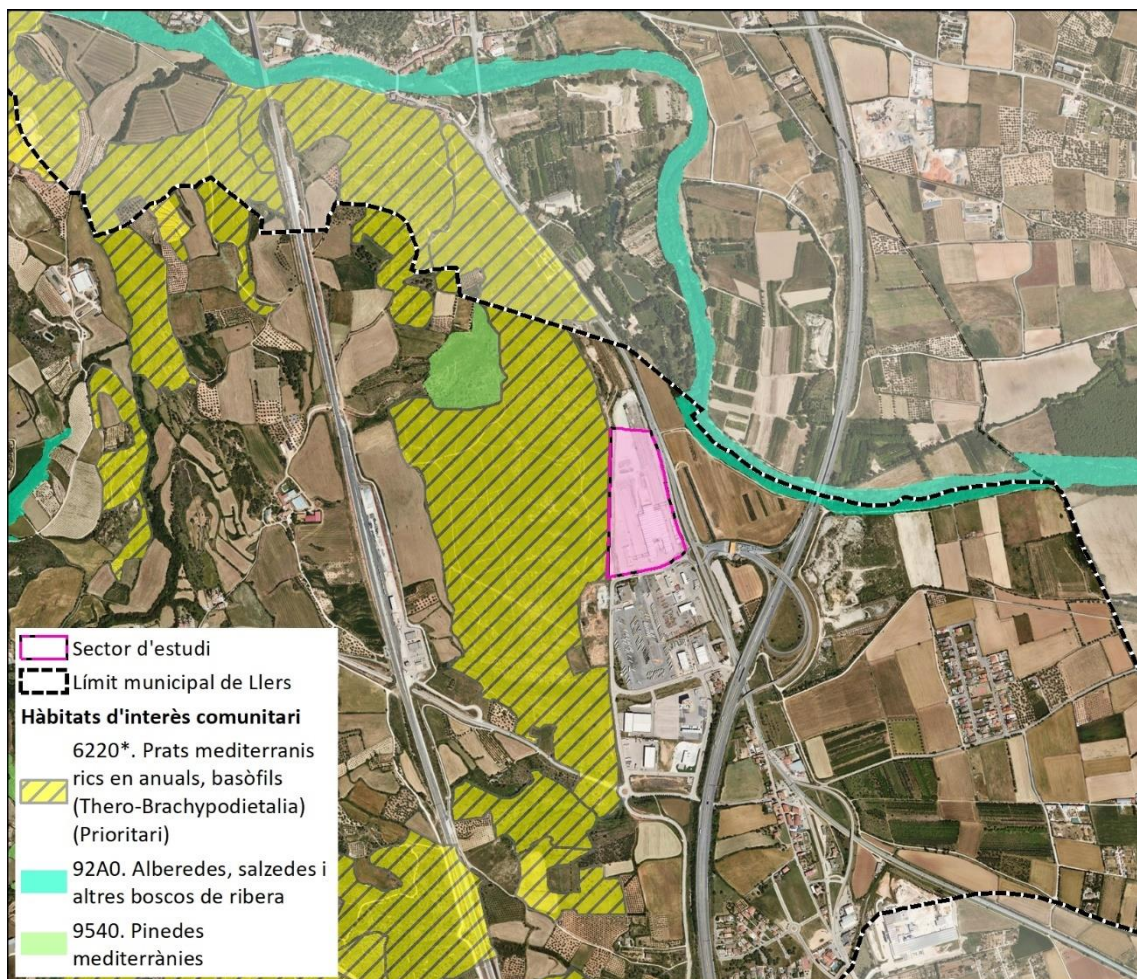 Sector d'estudi
Límit municipal de Llers
Hàbitats d'interès comunitari
6220*. Prats mediterranis
rics en anuals, basòfils
(Thero-Brachypodietalia)
(Prioritari)
92A0. Alberedes, salzedes i
altres boscos de ribera
9540. Pinedes
mediterrànies